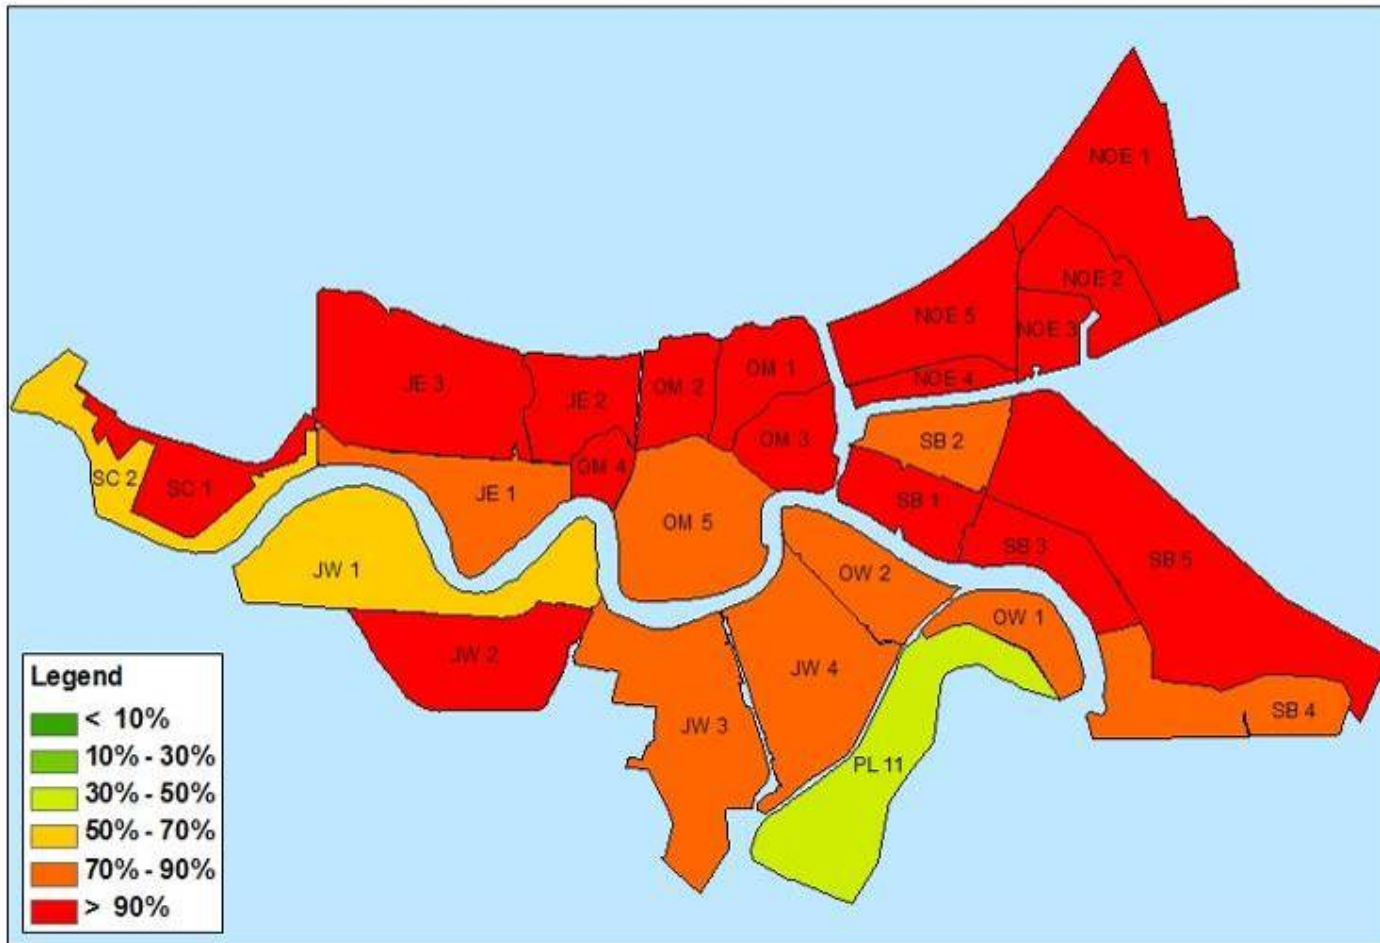 NOE 1
NOE 2
NOE 5
NOE 3
NOE 4
JE 3
JE 2
OM 2
OM 1
OM 3
SB 2
SC 2
SC 1
JE 1
OM 4
OM 5
SB 1
SB 3
SB 5
JW 1
OW 2
OW 1
JW 2
JW 4
JW 3
SB 4
PL 11
Legend
< 10%
10% - 30%
30% - 50%
50% - 70%
70% - 90%
> 90%